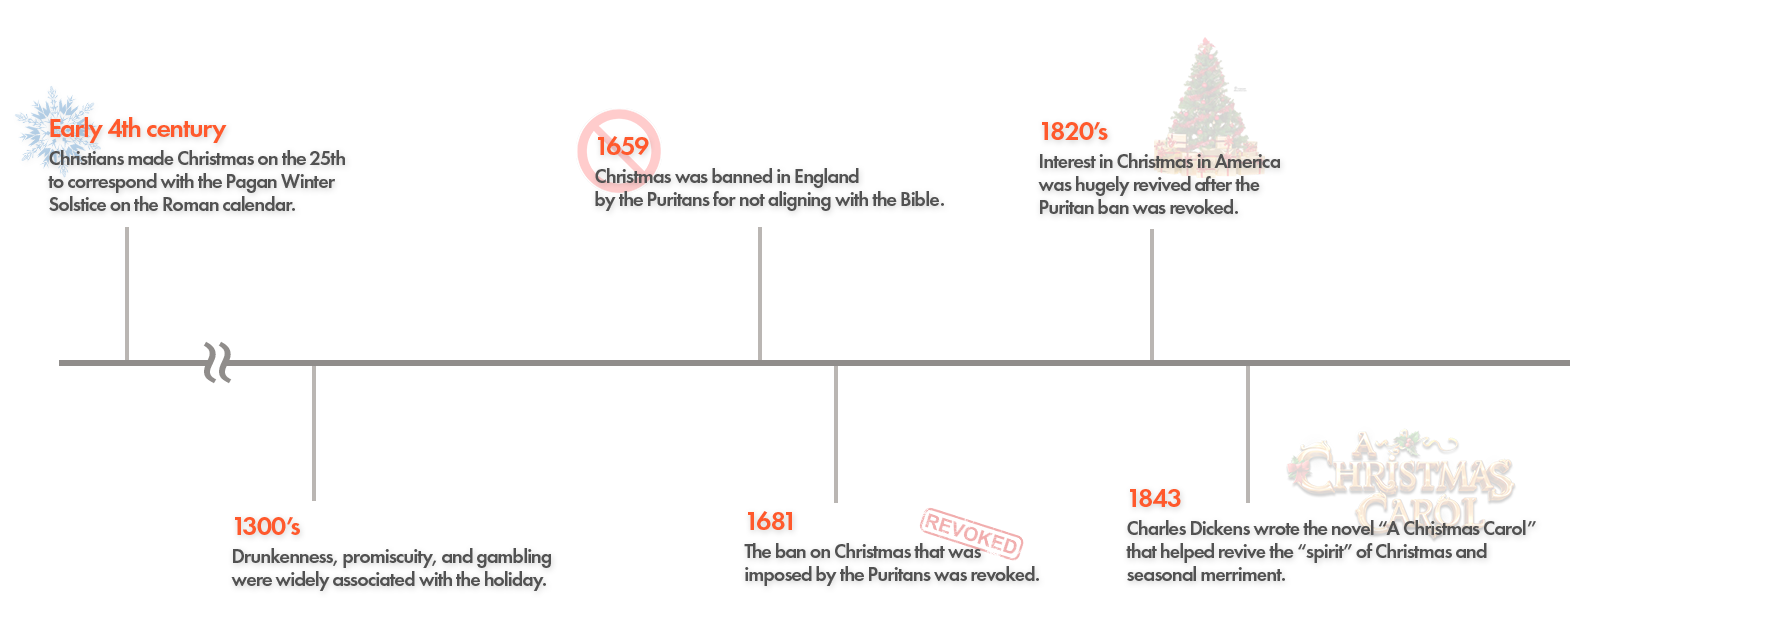 Early 4th century
Christians made Christmas on the 25th
to correspond with the Pagan Winter
Solstice on the Roman calendar.
1300's
Drunkenness, promiscuity, and gambling
were widely associated with the holiday.
1659
Christmas was banned in England
by the Puritans for not aligning with the Bible.
1681
The ban on Christmas that was
imposed by the Puritans was revoked.
REVOKED
1820's
Interest in Christmas in America
was hugely revived after the
Puritan ban was revoked.
A
CHRISTMAS
CAROL
1843
Charles Dickens wrote the novel “A Christmas Carol”
that helped revive the “spirit” of Christmas and
seasonal merriment.